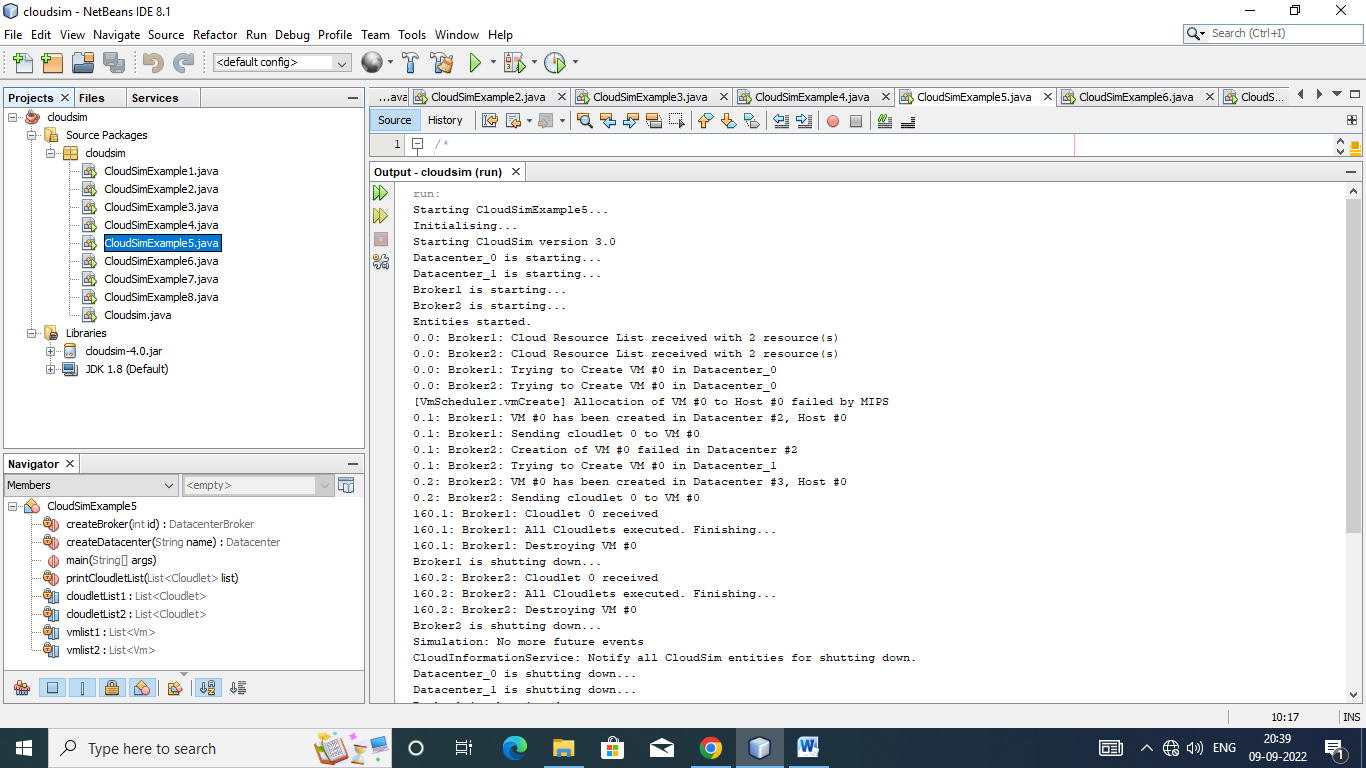 cloudsim - NetBeans IDE 8.1
File Edit View Navigate Source Refactor Run Debug Profile Team Tools Window Help
Search (Ctrl+I)
<default config>
Projects Files Services
cloudsim
Source Packages
cloudsim
CloudSimExample1.java
CloudSimExample2.java
CloudSimExample3.java
CloudSimExample4.java
CloudSimExample5.java
CloudSimExample6.java
CloudSimExample7.java
CloudSimExample8.java
Cloudsim.java
Libraries
cloudsim-4.0.jar
JDK 1.8 (Default)
Navigator
Members
<empty>
CloudSimExample5
createBroker(int id) : DatacenterBroker
createDatacenter(String name) : Datacenter
main(String[] args)
printCloudletList(List<Cloudlet> list)
cloudletList1 : List<Cloudlet>
cloudletList2 : List<Cloudlet>
vmlist1 : List<Vm>
vmlist2 : List<Vm>
...ava CloudSimExample2.java CloudSimExample3.java CloudSimExample4.java CloudSimExample5.java CloudSimExample6.java CloudS...
Source History
1 /*
Output - cloudsim (run)
run:
Starting CloudSimExample5...
Initialising...
Starting CloudSim version 3.0
Datacenter_0 is starting...
Datacenter_1 is starting...
Broker1 is starting...
Broker2 is starting...
Entities started.
0.0: Broker1: Cloud Resource List received with 2 resource(s)
0.0: Broker2: Cloud Resource List received with 2 resource(s)
0.0: Broker1: Trying to Create VM #0 in Datacenter_0
0.0: Broker2: Trying to Create VM #0 in Datacenter_0
[VmScheduler.vmCreate] Allocation of VM #0 to Host #0 failed by MIPS
0.1: Broker1: VM #0 has been created in Datacenter #2, Host #0
0.1: Broker1: Sending cloudlet 0 to VM #0
0.1: Broker2: Creation of VM #0 failed in Datacenter #2
0.1: Broker2: Trying to Create VM #0 in Datacenter_1
0.2: Broker2: VM #0 has been created in Datacenter #3, Host #0
0.2: Broker2: Sending cloudlet 0 to VM #0
160.1: Broker1: Cloudlet 0 received
160.1: Broker1: All Cloudlets executed. Finishing...
160.1: Broker1: Destroying VM #0
Broker1 is shutting down...
160.2: Broker2: Cloudlet 0 received
160.2: Broker2: All Cloudlets executed. Finishing...
160.2: Broker2: Destroying VM #0
Broker2 is shutting down...
Simulation: No more future events
CloudInformationService: Notify all CloudSim entities for shutting down.
Datacenter_0 is shutting down...
Datacenter_1 is shutting down...
10:17 INS
Type here to search
ENG
20:39
09-09-2022
1